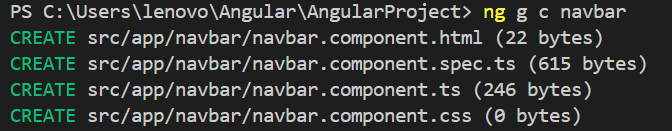 PS C:\Users\lenovo\Angular\AngularProject> ng g c navbar
CREATE src/app/navbar/navbar.component.html (22 bytes)
CREATE src/app/navbar/navbar.component.spec.ts (615 bytes)
CREATE src/app/navbar/navbar.component.ts (246 bytes)
CREATE src/app/navbar/navbar.component.css (0 bytes)